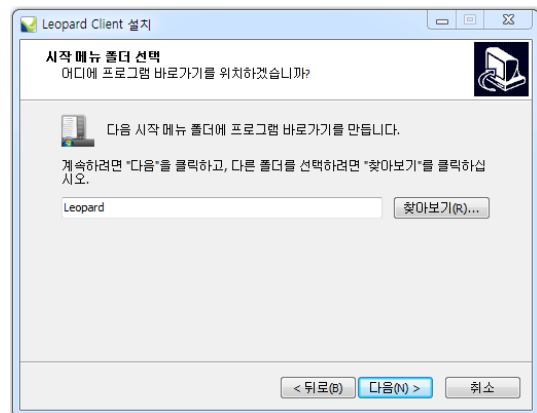 Leopard Client 설치
시작 메뉴 폴더 선택
어디에 프로그램 바로가기를 위치하겠습니까?
다음 시작 메뉴 폴더에 프로그램 바로가기를 만듭니다.
계속하려면 "다음"을 클릭하고, 다른 폴더를 선택하려면 "찾아보기"를 클릭하십
시오.
Leopard
찾아보기(R)...
< 뒤로(B)
다음(N) >
취소